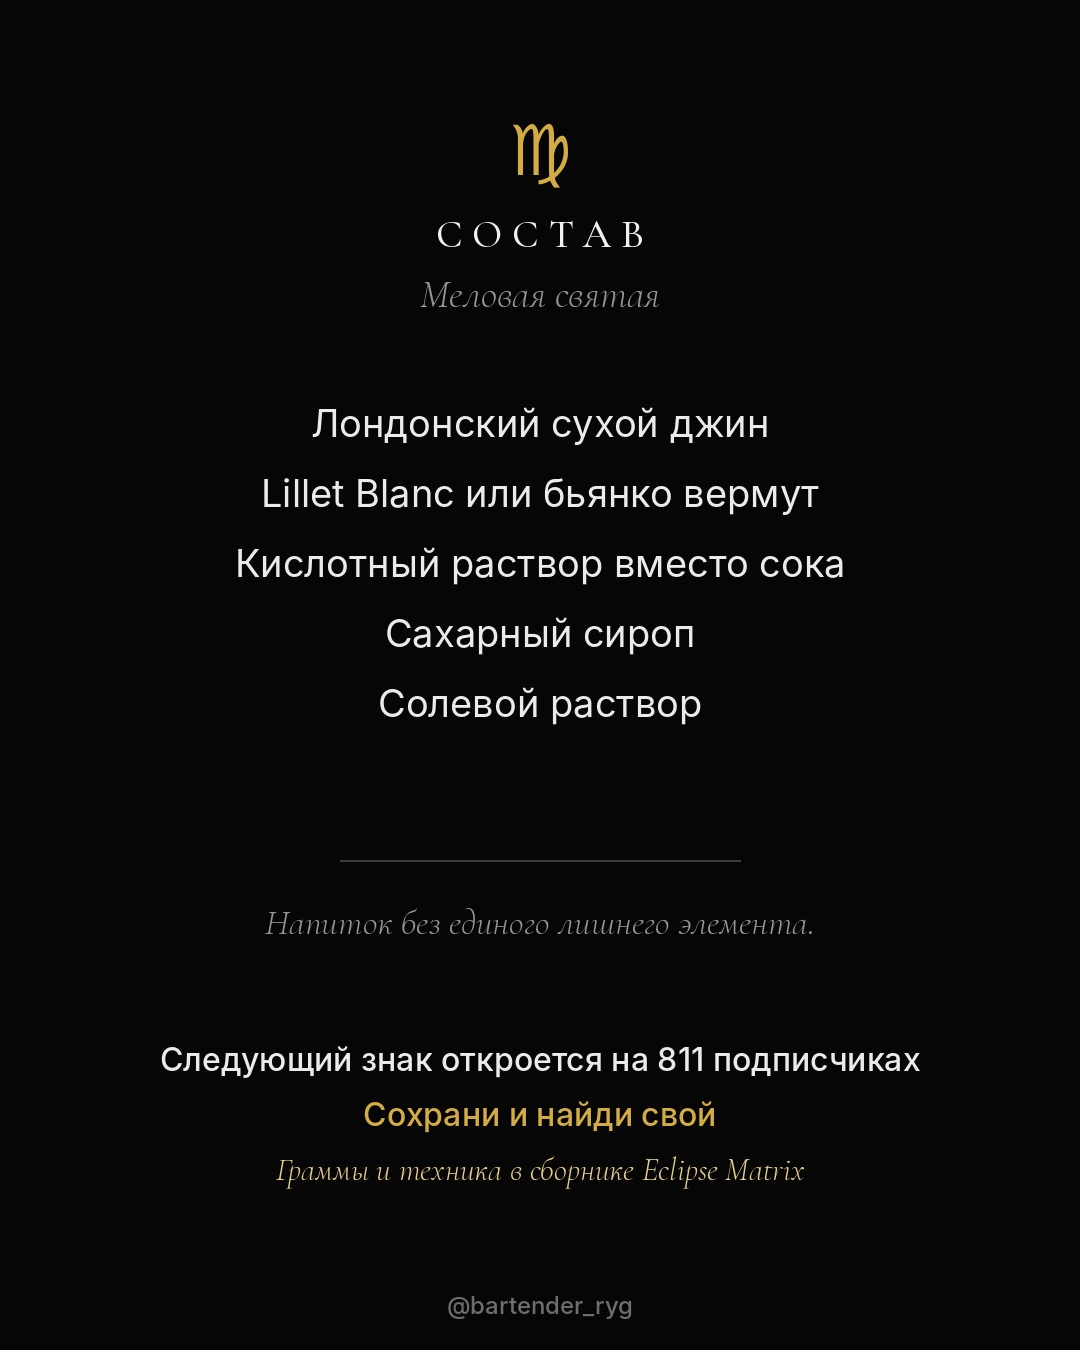 ♍
СОСТАВ
Меловая святая
Лондонский сухой джин
Lillet Blanc или бьянко вермут
Кислотный раствор вместо сока
Сахарный сироп
Солевой раствор
Напиток без единого лишнего элемента.
Следующий знак откроется на 811 подписчиках
Сохрани и найди свой
Граммы и техника в сборнике Eclipse Matrix
@bartender_ryg